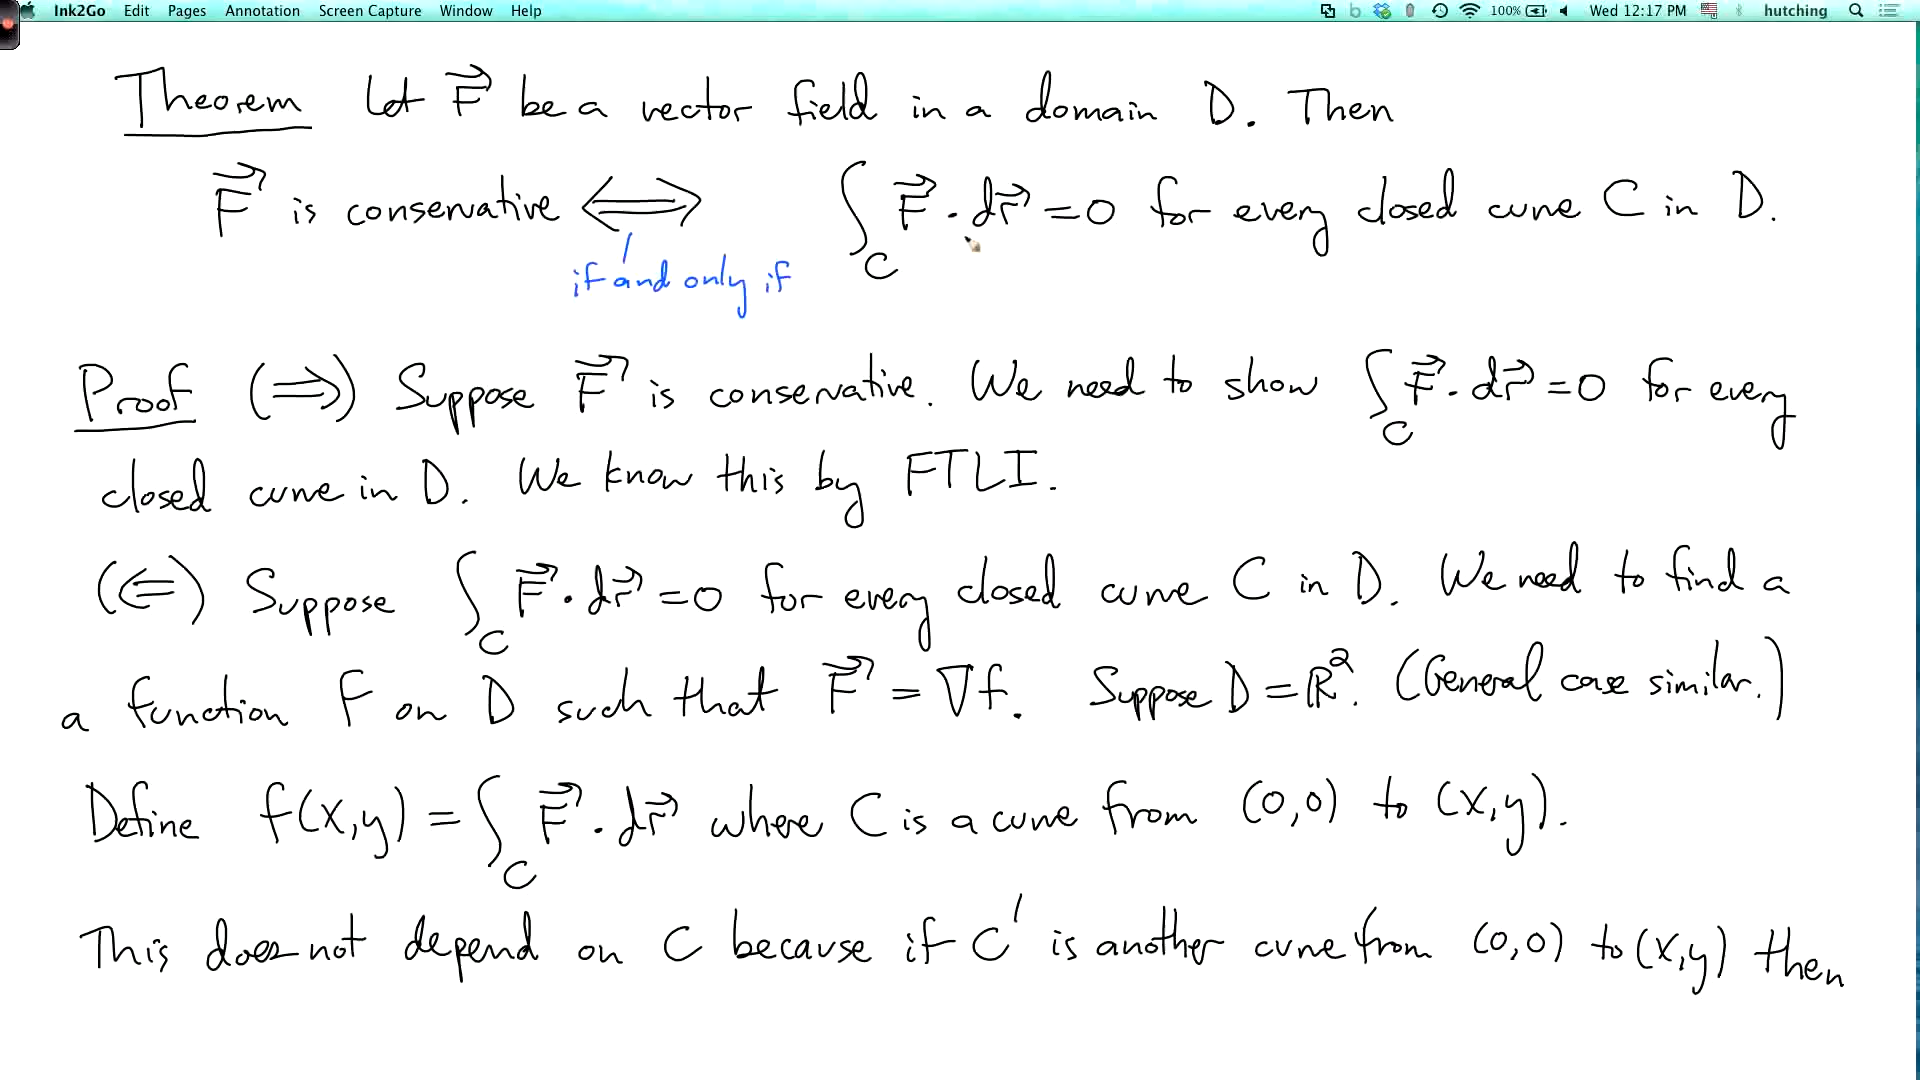 Ink2Go Edit Pages Annotation Screen Capture Window Help 100% Wed 12:17 PM hutching
Theorem Let F⃗ be a vector field in a domain D. Then
F⃗ is conservative ⟺ ∫_C F⃗ · dr⃗ = 0 for every closed curve C in D.
if and only if
Proof (⟹) Suppose F⃗ is conservative. We need to show ∫_C F⃗ · dr⃗ = 0 for every
closed curve in D. We know this by FTLI.
(⟸) Suppose ∫_C F⃗ · dr⃗ = 0 for every closed curve C in D. We need to find a
a function f on D such that F⃗ = ∇f. Suppose D = ℝ². (General case similar.)
Define f(x,y) = ∫_C F⃗ · dr⃗ where C is a curve from (0,0) to (x,y).
This does not depend on C because if C' is another curve from (0,0) to (x,y) then